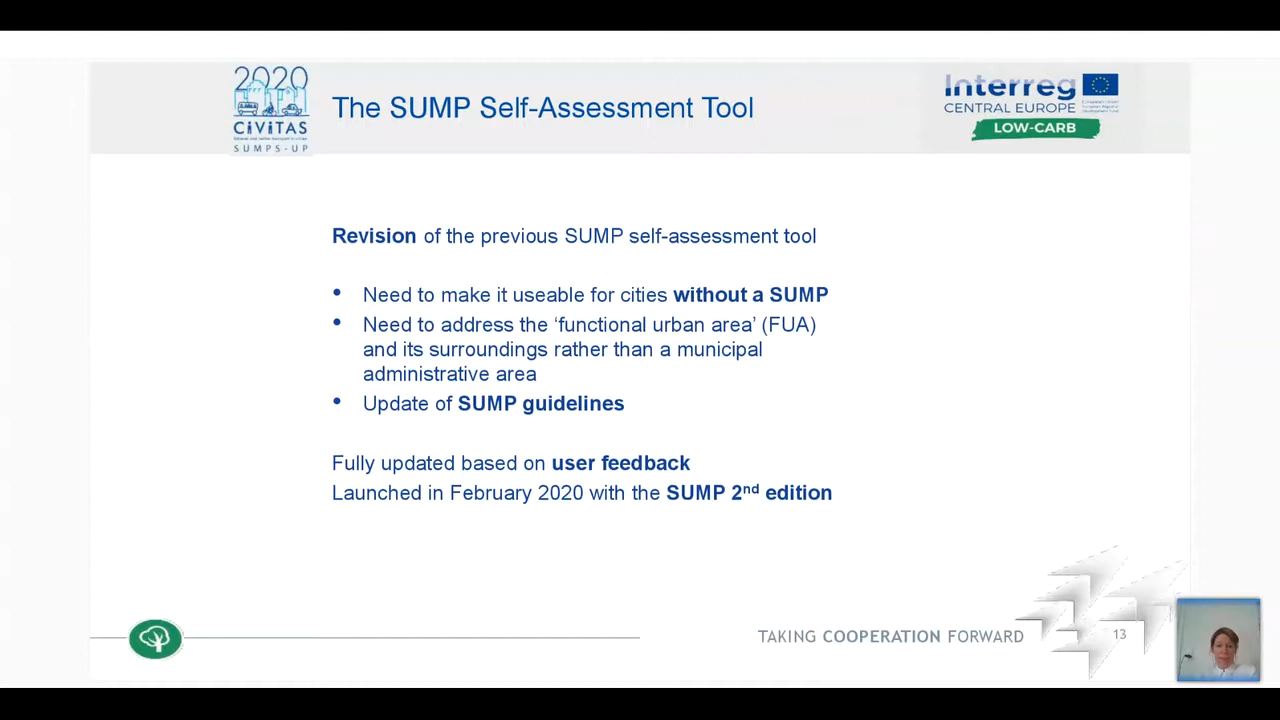 2020
CIVITAS
SUMPS-UP
The SUMP Self-Assessment Tool
Interreg
CENTRAL EUROPE
LOW-CARB
Revision of the previous SUMP self-assessment tool
• Need to make it useable for cities without a SUMP
• Need to address the ‘functional urban area’ (FUA)
and its surroundings rather than a municipal
administrative area
• Update of SUMP guidelines
Fully updated based on user feedback
Launched in February 2020 with the SUMP 2nd edition
TAKING COOPERATION FORWARD
13